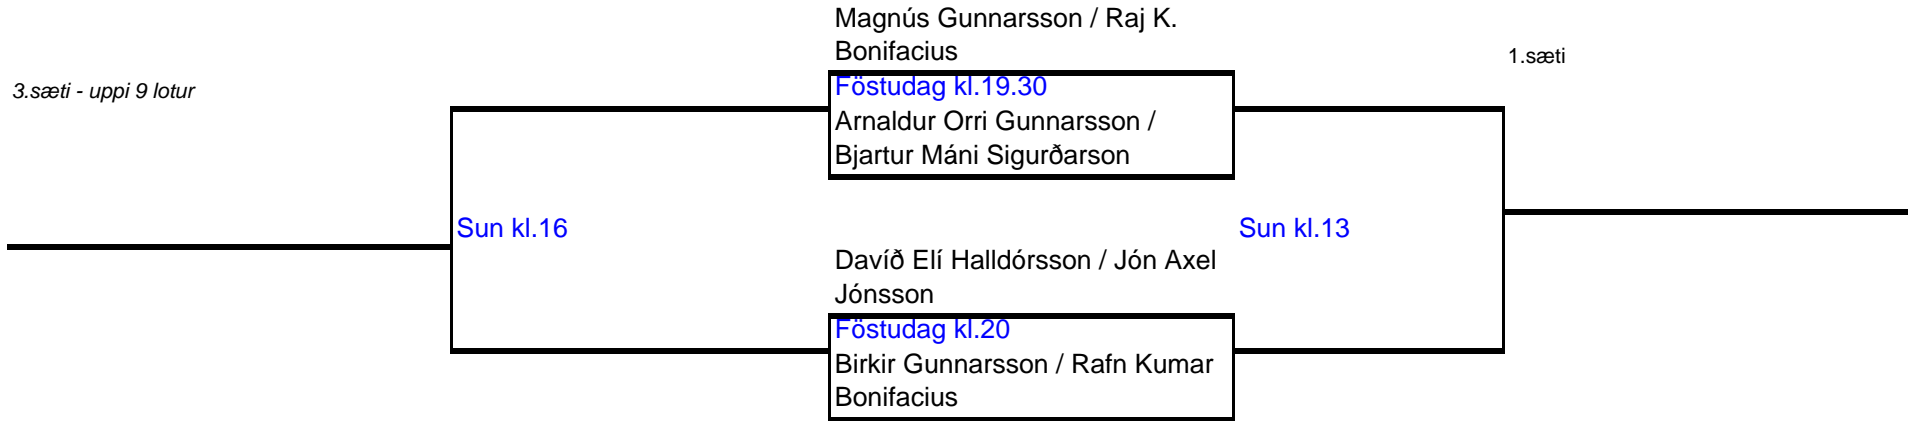 Magnús Gunnarsson / Raj K.
Bonifacius
1.sæti
3.sæti - uppi 9 lotur
Föstudag kl.19.30
Arnaldur Orri Gunnarsson /
Bjartur Máni Sigurðarson
Sun kl.16
Sun kl.13
Davíð Elí Halldórsson / Jón Axel
Jónsson
Föstudag kl.20
Birkir Gunnarsson / Rafn Kumar
Bonifacius